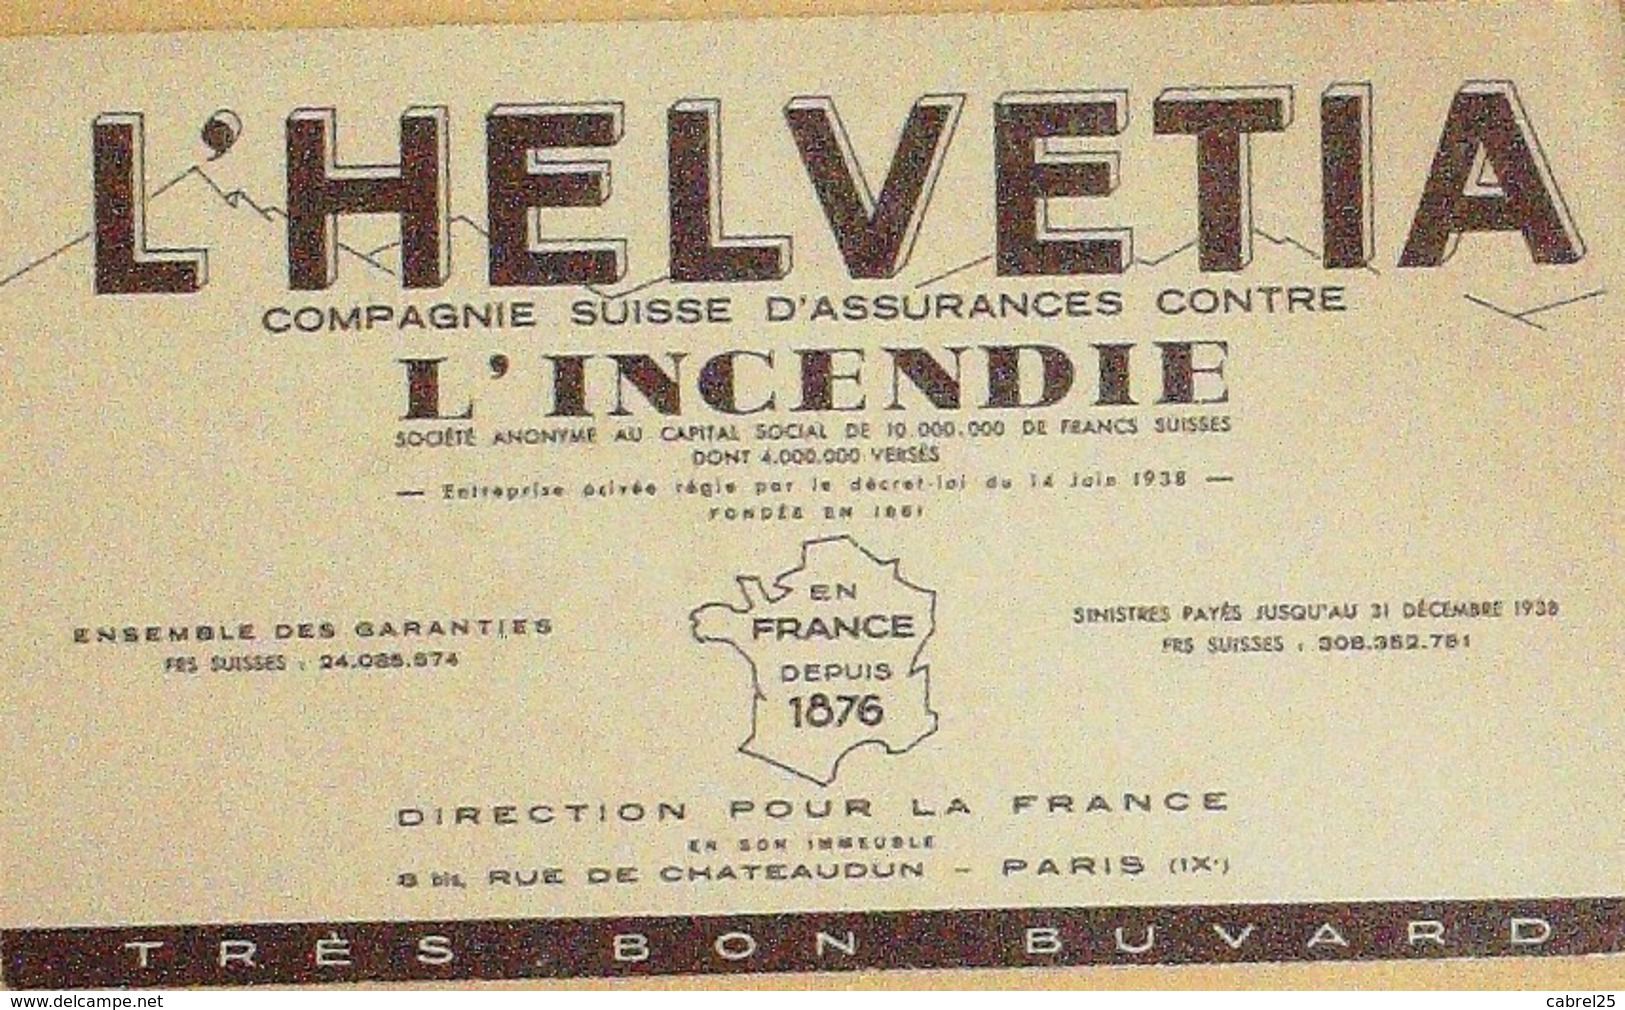 L'HELVETIA
COMPAGNIE SUISSE D'ASSURANCES CONTRE
L'INCENDIE
SOCIÉTÉ ANONYME AU CAPITAL SOCIAL DE 10.000.000 DE FRANCS SUISSES
DONT 4.000.000 VERSÉS
— Entreprise privée régie par le décret-loi du 14 Juin 1938 —
FONDÉE EN 1861
EN
FRANCE
DEPUIS
1876
ENSEMBLE DES GARANTIES
FRS SUISSES :
SINISTRES PAYÉS JUSQU'AU 31 DÉCEMBRE 1938
FRS SUISSES : 308.352.781
DIRECTION POUR LA FRANCE
EN SON IMMEUBLE
8 bis, RUE DE CHATEAUDUN - PARIS (IXe)
TRÈS BON BUVARD
www.delcampe.net
cabrel25